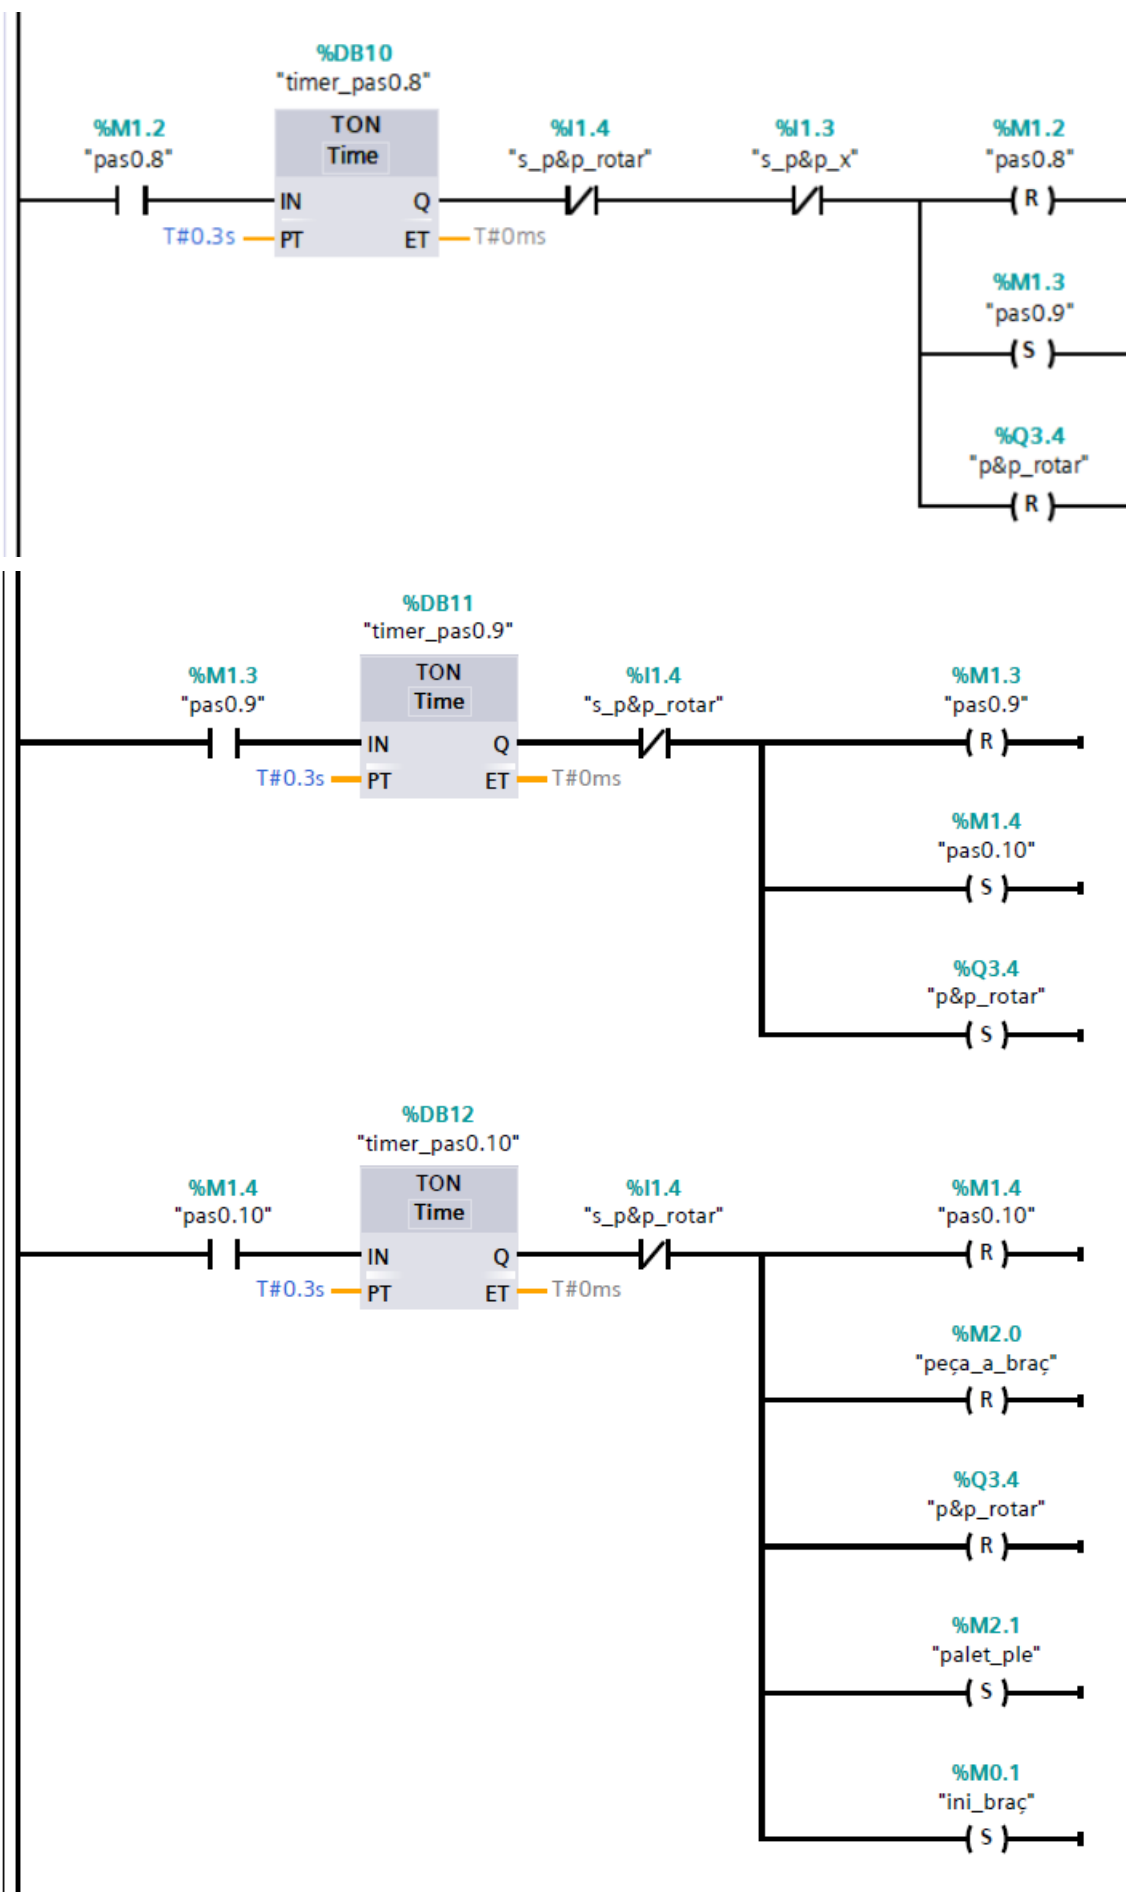 %DB10
"timer_pas0.8"
%M1.2
"pas0.8"
TON
Time
IN
Q
T#0.3s
PT
ET
T#0ms
%I1.4
"s_p&p_rotar"
%I1.3
"s_p&p_x"
%M1.2
"pas0.8"
R
%M1.3
"pas0.9"
S
%Q3.4
"p&p_rotar"
R
%DB11
"timer_pas0.9"
%M1.3
"pas0.9"
TON
Time
IN
Q
T#0.3s
PT
ET
T#0ms
%I1.4
"s_p&p_rotar"
%M1.3
"pas0.9"
R
%M1.4
"pas0.10"
S
%Q3.4
"p&p_rotar"
S
%DB12
"timer_pas0.10"
%M1.4
"pas0.10"
TON
Time
IN
Q
T#0.3s
PT
ET
T#0ms
%I1.4
"s_p&p_rotar"
%M1.4
"pas0.10"
R
%M2.0
"peça_a_braç"
R
%Q3.4
"p&p_rotar"
R
%M2.1
"palet_ple"
S
%M0.1
"ini_braç"
S